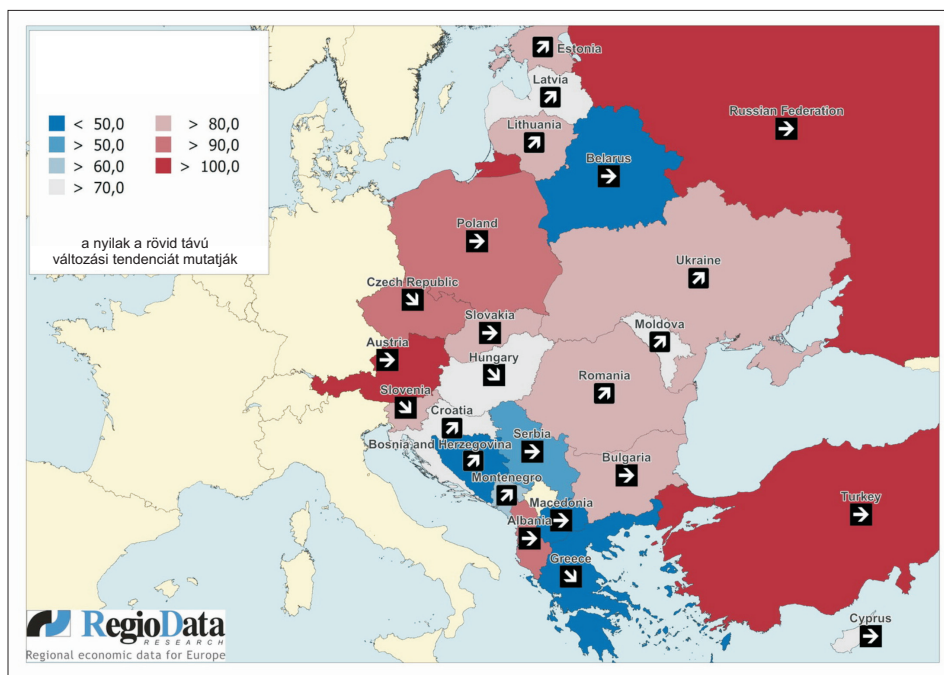 Estonia
Latvia
Lithuania
Russian Federation
Belarus
< 50,0
> 50,0
> 60,0
> 70,0
> 80,0
> 90,0
> 100,0
a nyilak a rövid távú
változási tendenciát mutatják
Poland
Ukraine
Czech Republic
Slovakia
Moldova
Austria
Hungary
Romania
Slovenia
Croatia
Bosnia and Herzegovina
Serbia
Bulgaria
Montenegro
Macedonia
Turkey
Albania
Greece
Cyprus
RegioData
RESEARCH
Regional economic data for Europe